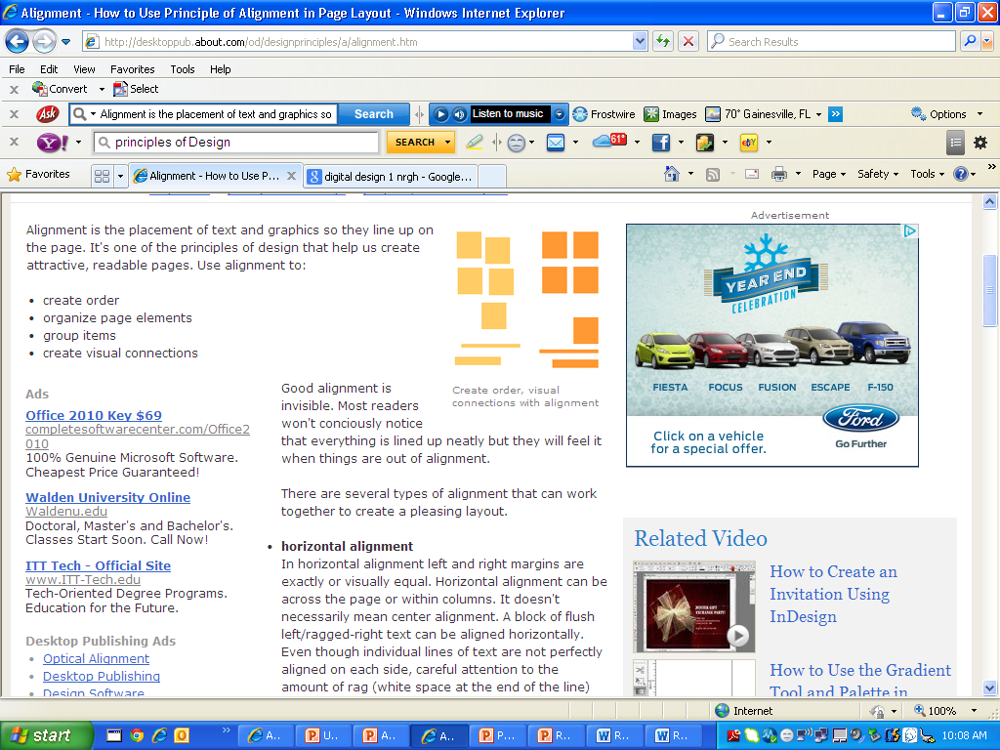 Alignment - How to Use Principle of Alignment in Page Layout - Windows Internet Explorer
http://desktoppub.about.com/od/designprinciples/a/alignment.htm
Search Results
File Edit View Favorites Tools Help
Convert Select
Ask Alignment is the placement of text and graphics so Search Listen to music Frostwire Images 70° Gainesville, FL Options
Y! principles of Design SEARCH 61° ebY
Favorites Alignment - How to Use P... digital design 1 nrgh - Google... Page Safety Tools
Alignment is the placement of text and graphics so they line up on
the page. It's one of the principles of design that help us create
attractive, readable pages. Use alignment to:
• create order
• organize page elements
• group items
• create visual connections
Create order, visual
connections with alignment
Ads
Office 2010 Key $69
completesoftwarecenter.com/Office2
010
100% Genuine Microsoft Software.
Cheapest Price Guaranteed!
Walden University Online
Waldenu.edu
Doctoral, Master's and Bachelor's.
Classes Start Soon. Call Now!
ITT Tech - Official Site
www.ITT-Tech.edu
Tech-Oriented Degree Programs.
Education for the Future.
Desktop Publishing Ads
• Optical Alignment
• Desktop Publishing
• Design Software
Good alignment is
invisible. Most readers
won't conciously notice
that everything is lined up neatly but they will feel it
when things are out of alignment.
There are several types of alignment that can work
together to create a pleasing layout.
• horizontal alignment
In horizontal alignment left and right margins are
exactly or visually equal. Horizontal alignment can be
across the page or within columns. It doesn't
necessarily mean center alignment. A block of flush
left/ragged-right text can be aligned horizontally.
Even though individual lines of text are not perfectly
aligned on each side, careful attention to the
amount of rag (white space at the end of the line)
Advertisement
YEAR END
CELEBRATION
FIESTA FOCUS FUSION ESCAPE F-150
Click on a vehicle
for a special offer.
Ford
Go Further
Related Video
How to Create an
Invitation Using
InDesign
How to Use the Gradient
Tool and Palette in
Internet 100%
start A... U... A... A... P... R... R... R... 10:08 AM